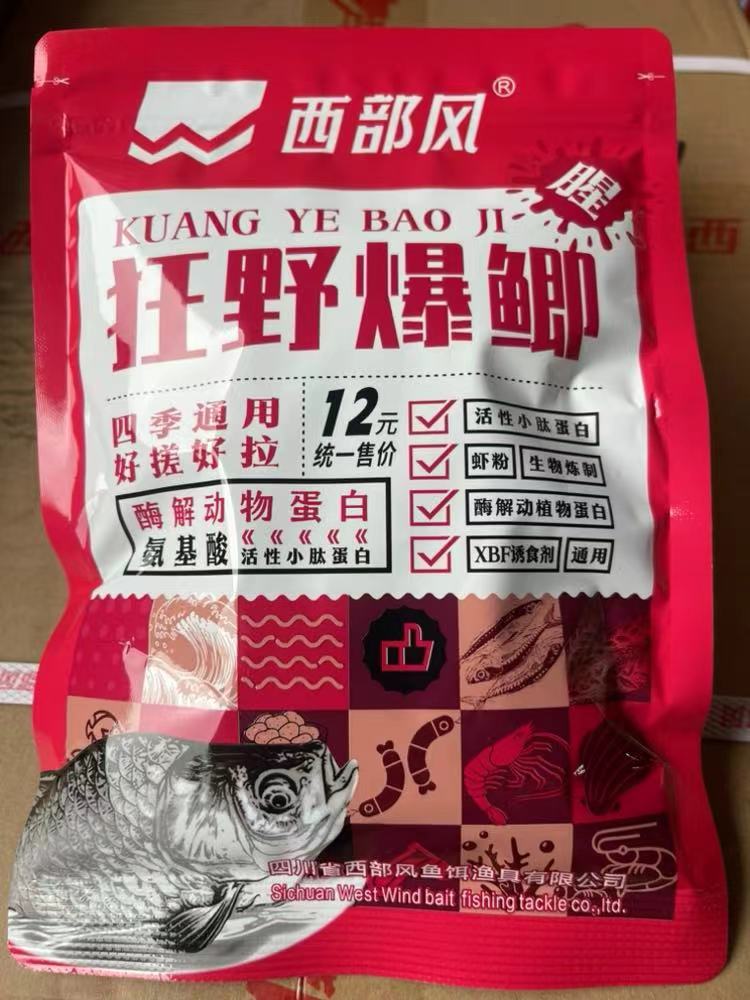 西部风®
腥
KUANG YE BAO JI
狂野爆鲫
四季通用
好搓好拉
12元
统一售价
酶解动物蛋白
氨基酸 《《《《《 活性小肽蛋白
活性小肽蛋白
虾粉 生物炼制
酶解动植物蛋白
XBF诱食剂 通用
四川省西部风鱼饵渔具有限公司
Sichuan West Wind bait fishing tackle co.,ltd.